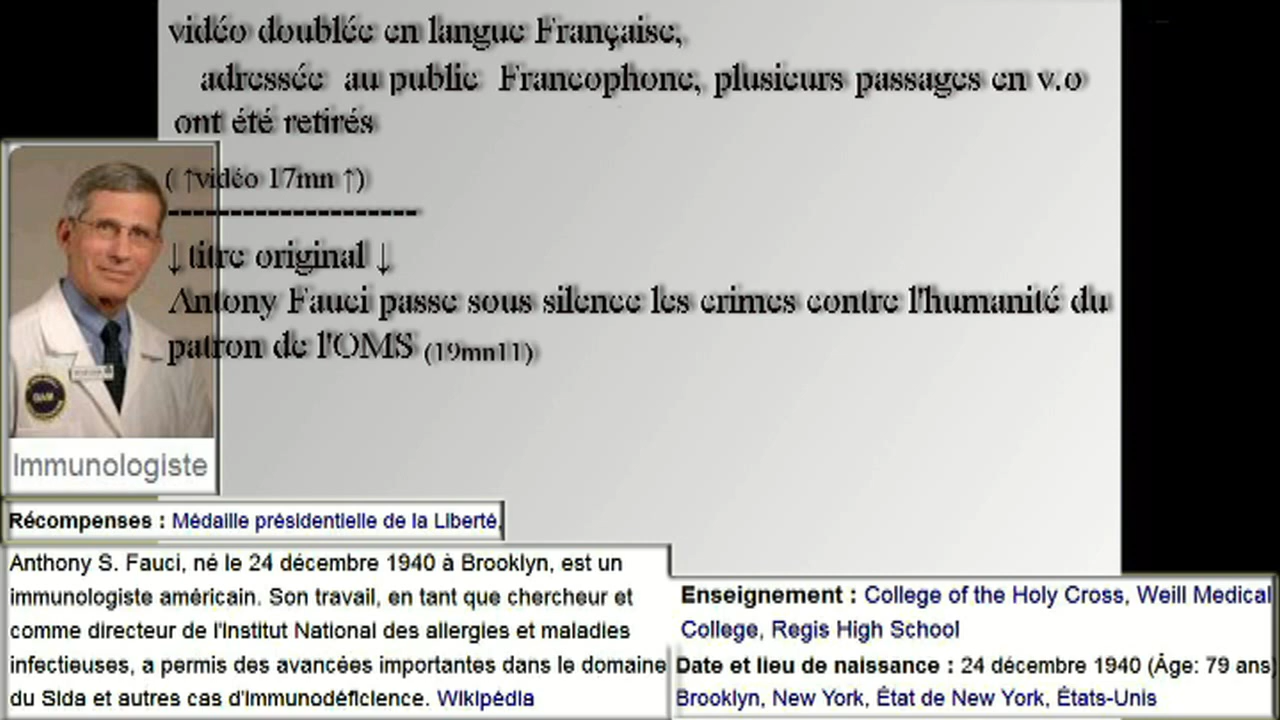 vidéo doublée en langue Française,
adressée au public Francophone, plusieurs passages en v.o
ont été retirés
( ↑vidéo 17mn ↑)
--------------------
↓ titre original ↓
Antony Fauci passe sous silence les crimes contre l'humanité du
patron de l'OMS (19mn11)
Immunologiste
Récompenses : Médaille présidentielle de la Liberté,
Anthony S. Fauci, né le 24 décembre 1940 à Brooklyn, est un
immunologiste américain. Son travail, en tant que chercheur et
comme directeur de l'Institut National des allergies et maladies
infectieuses, a permis des avancées importantes dans le domaine
du Sida et autres cas d'immunodéficience. Wikipédia
Enseignement : College of the Holy Cross, Weill Medical
College, Regis High School
Date et lieu de naissance : 24 décembre 1940 (Âge: 79 ans)
Brooklyn, New York, État de New York, États-Unis